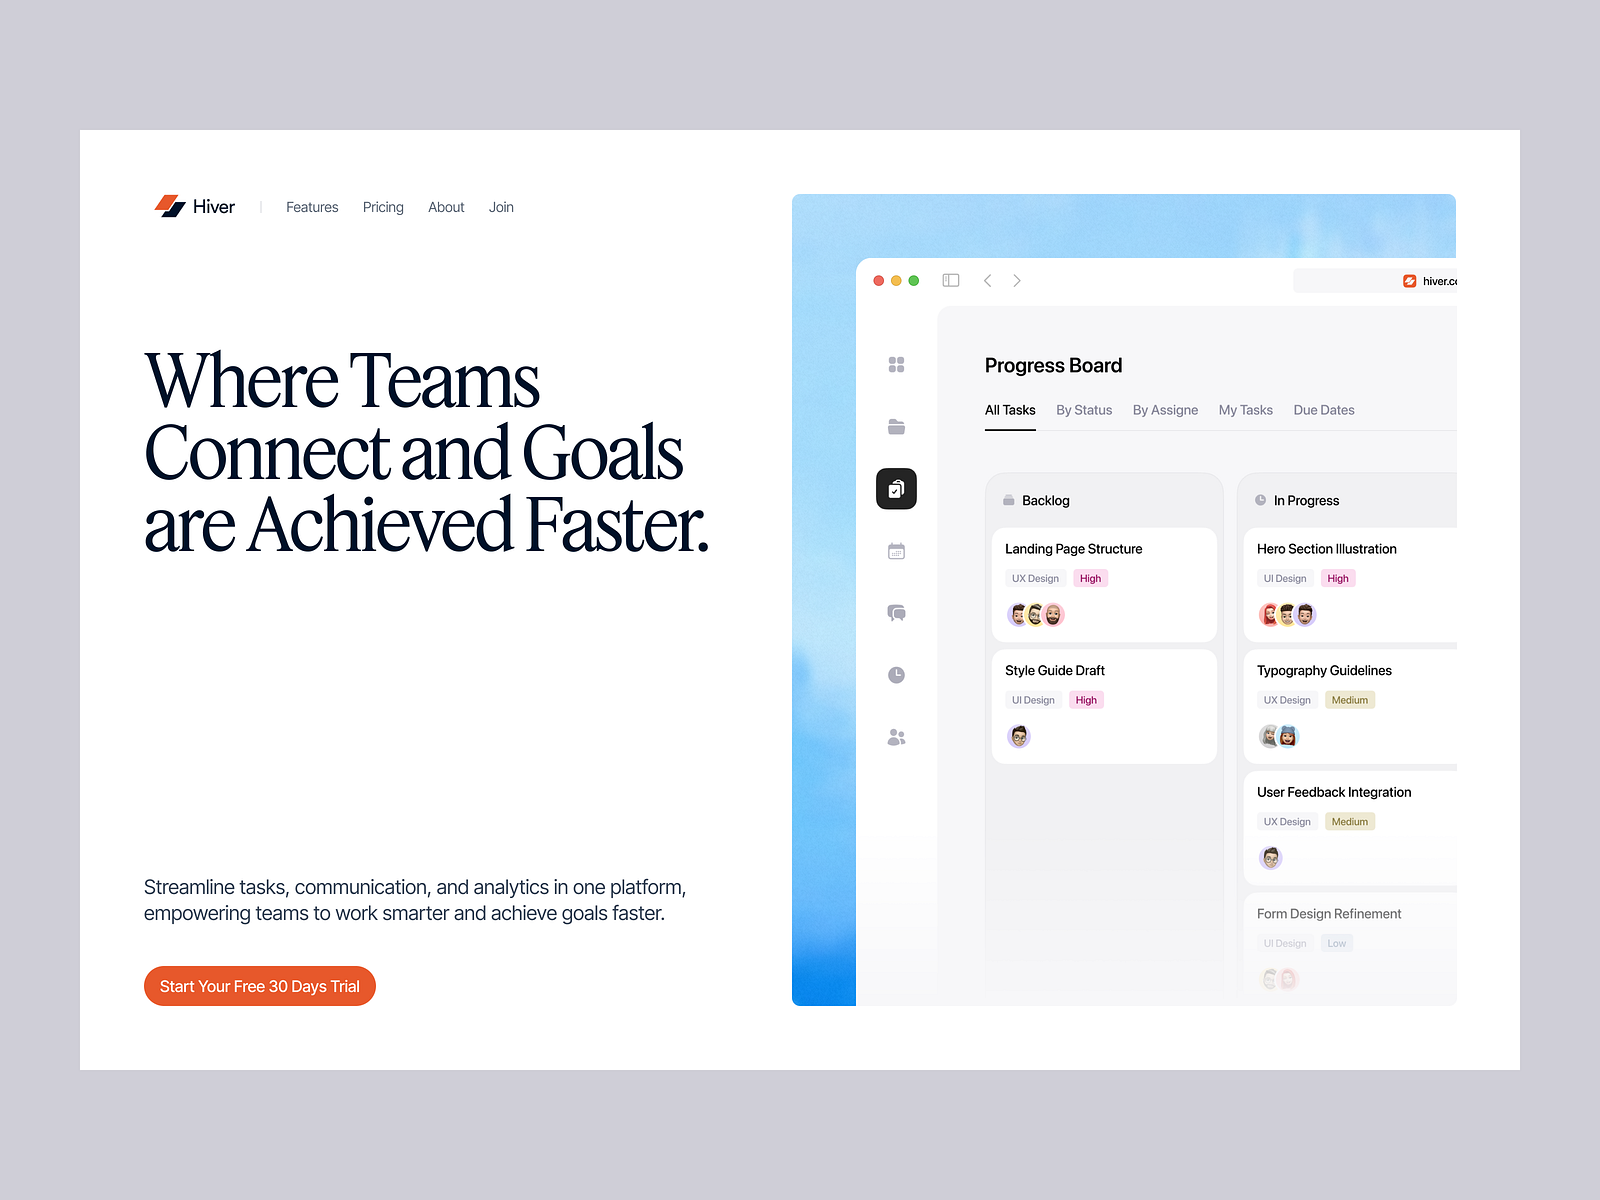 Hiver
Features
Pricing
About
Join
Where Teams
Connect and Goals
are Achieved Faster.
Streamline tasks, communication, and analytics in one platform,
empowering teams to work smarter and achieve goals faster.
Start Your Free 30 Days Trial
hiver.co
Progress Board
All Tasks
By Status
By Assigne
My Tasks
Due Dates
Backlog
Landing Page Structure
UX Design
High
Style Guide Draft
UI Design
High
In Progress
Hero Section Illustration
UI Design
High
Typography Guidelines
UX Design
Medium
User Feedback Integration
UX Design
Medium
Form Design Refinement
UI Design
Low